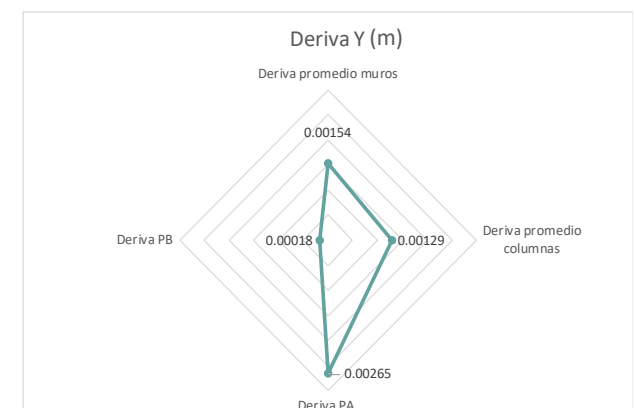 Deriva Y (m)
Deriva promedio muros
0.00154
Deriva PB
0.00018
0.00129
Deriva promedio
columnas
0.00265
Deriva PA